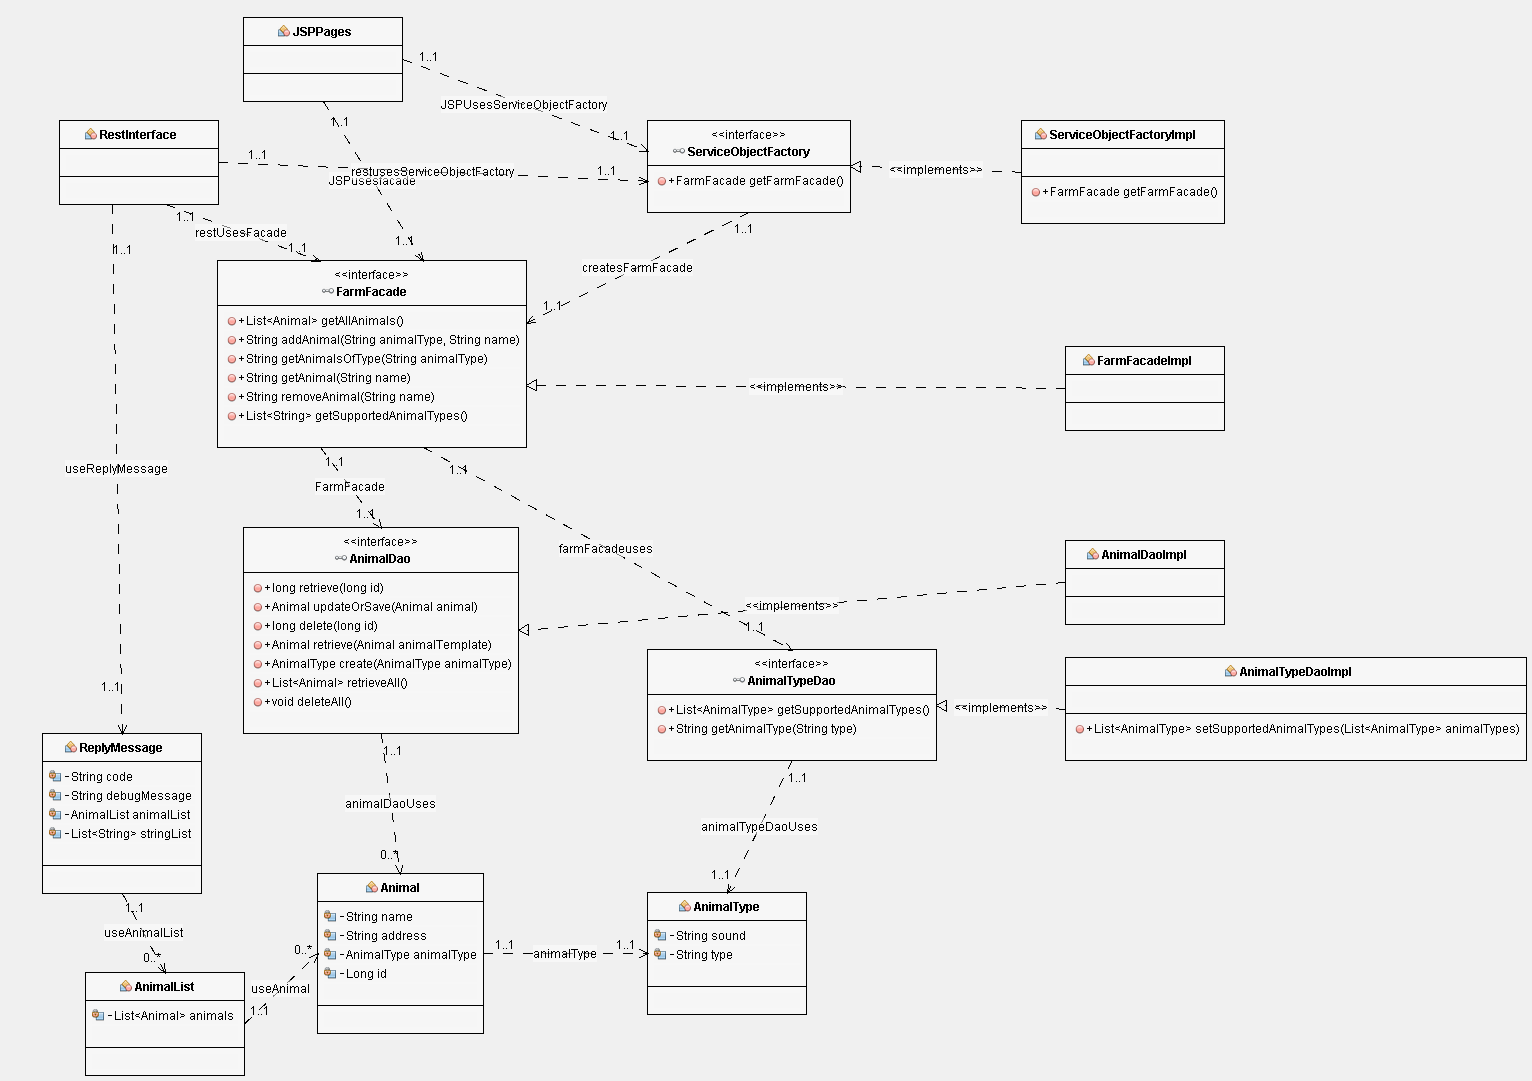 JSPPages
1..1
JSPUsesServiceObjectFactory
1..1
1..1
RestInterface
1..1
restusesServiceObjectFactory
1..1
JSPusesfacade
1..1
<<interface>>
ServiceObjectFactory
+FarmFacade getFarmFacade()
<<implements>>
ServiceObjectFactoryImpl
+FarmFacade getFarmFacade()
1..1
restUsesFacade
1..1
1..1
1..1
createsFarmFacade
1..1
<<interface>>
FarmFacade
+List<Animal> getAllAnimals()
+String addAnimal(String animalType, String name)
+String getAnimalsOfType(String animalType)
+String getAnimal(String name)
+String removeAnimal(String name)
+List<String> getSupportedAnimalTypes()
<<implements>>
FarmFacadeImpl
useReplyMessage
1..1
1..1
FarmFacade
1..1
1..1
farmFacadeuses
1..1
<<interface>>
AnimalDao
+long retrieve(long id)
+Animal updateOrSave(Animal animal)
+long delete(long id)
+Animal retrieve(Animal animalTemplate)
+AnimalType create(AnimalType animalType)
+List<Animal> retrieveAll()
+void deleteAll()
<<implements>>
AnimalDaoImpl
<<interface>>
AnimalTypeDao
+List<AnimalType> getSupportedAnimalTypes()
+String getAnimalType(String type)
<<implements>>
AnimalTypeDaoImpl
+List<AnimalType> setSupportedAnimalTypes(List<AnimalType> animalTypes)
ReplyMessage
-String code
-String debugMessage
-AnimalList animalList
-List<String> stringList
1..1
animalDaoUses
0..*
1..1
animalTypeDaoUses
1..1
1..1
useAnimalList
0..*
Animal
-String name
-String address
-AnimalType animalType
-Long id
1..1
animalType
1..1
AnimalType
-String sound
-String type
AnimalList
-List<Animal> animals
0..*
useAnimal
1..1